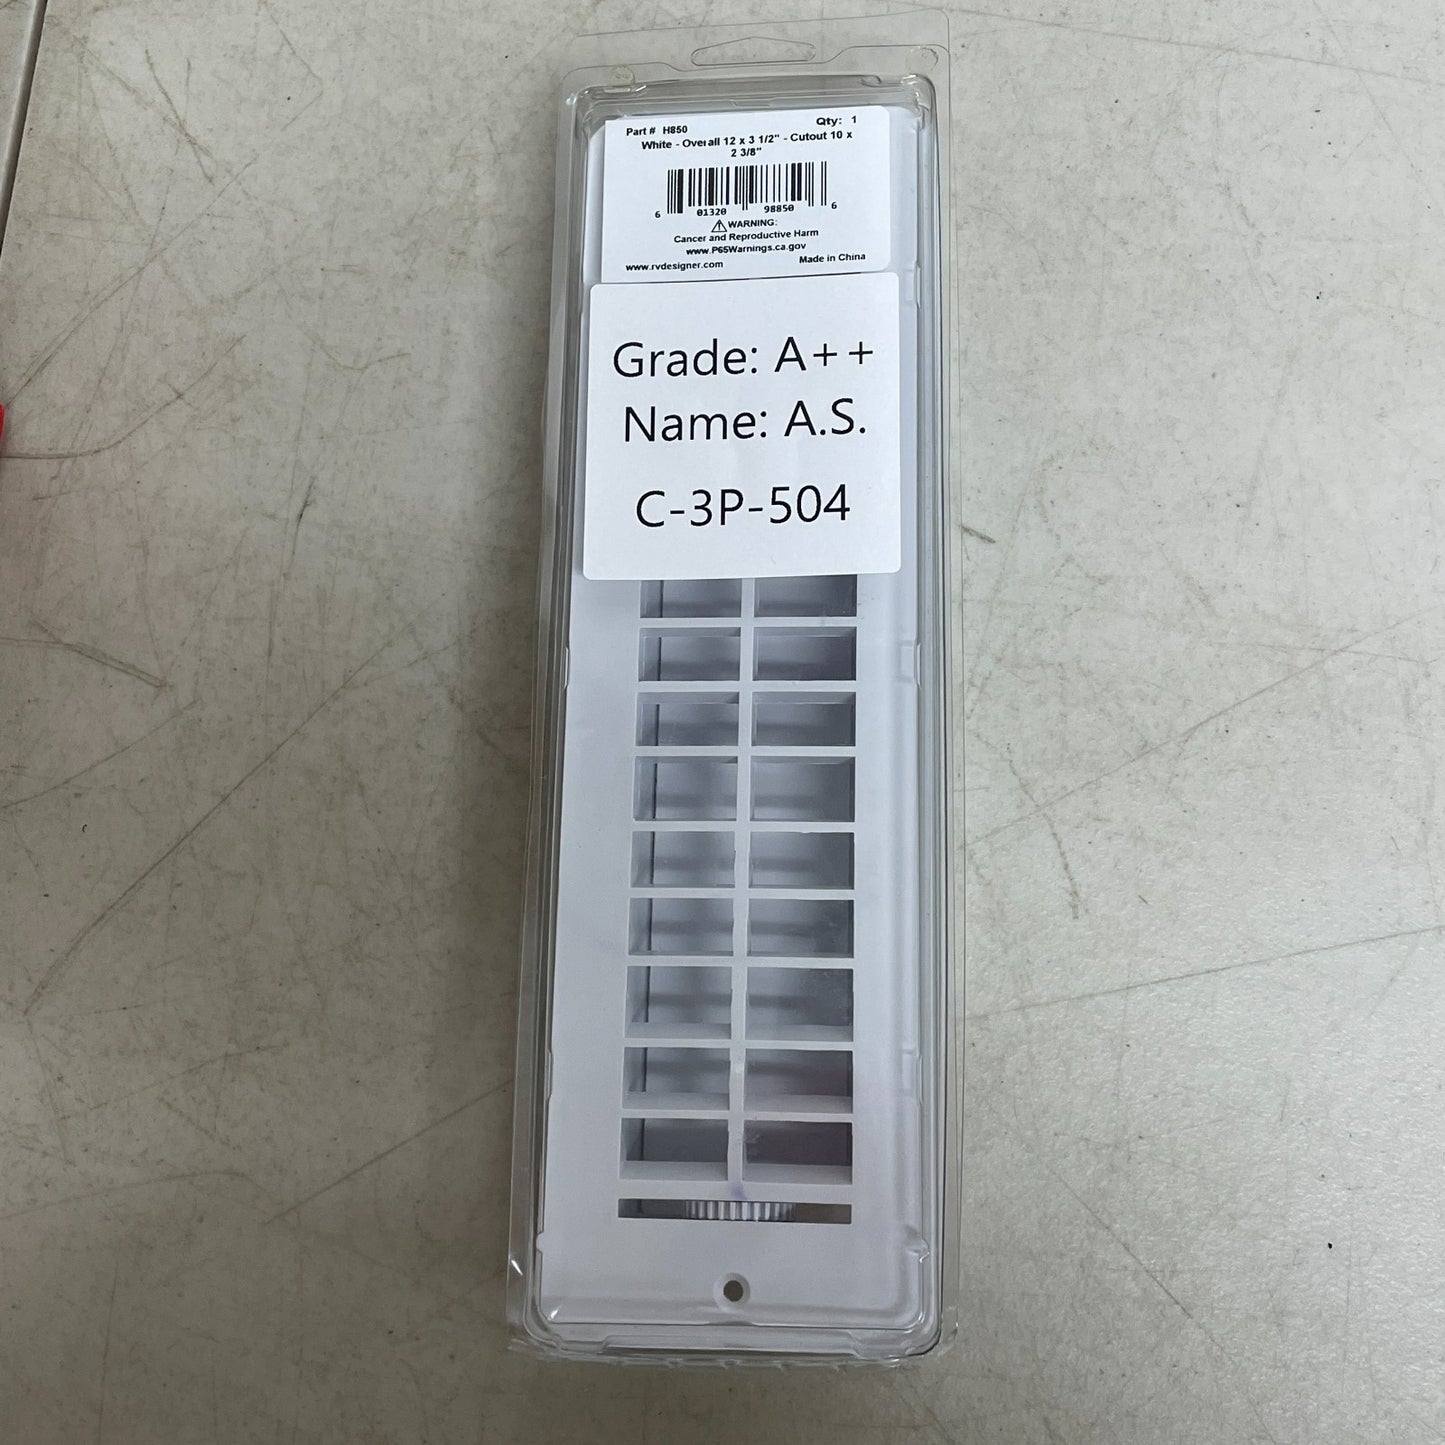 Part # H850 Qty: 1
White - Overall 12 x 3 1/2" - Cutout 10 x
2 3/8"
6 01320 98850 6
WARNING:
Cancer and Reproductive Harm
www.P65Warnings.ca.gov
www.rvdesigner.com Made in China
Grade: A++
Name: A.S.
C-3P-504